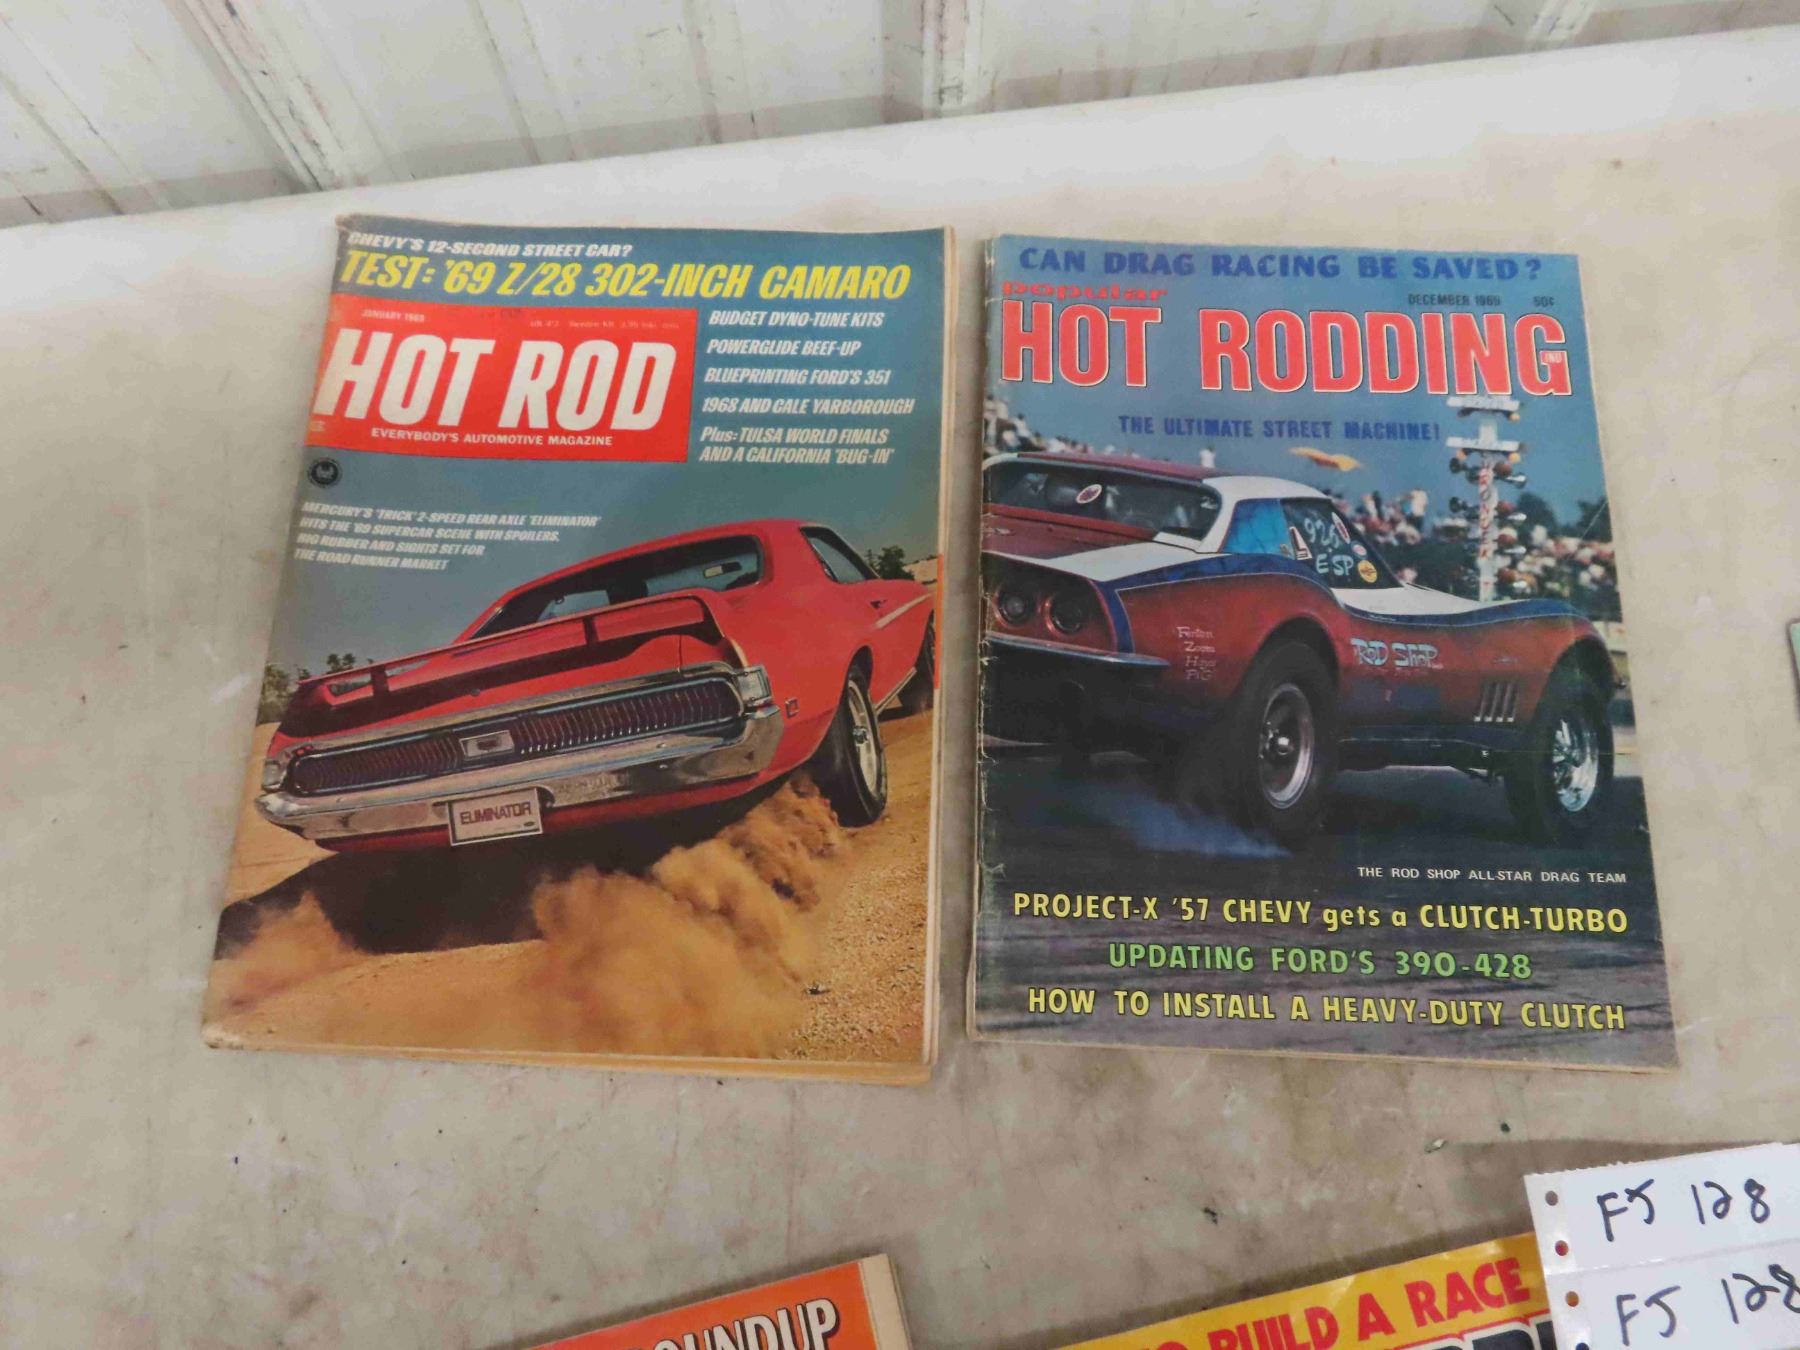 CHEVY'S 12-SECOND STREET CAR?
TEST: '69 Z/28 302-INCH CAMARO
JANUARY 1969
HOT ROD
EVERYBODY'S AUTOMOTIVE MAGAZINE
BUDGET DYNO-TUNE KITS
POWERGLIDE BEEF-UP
BLUEPRINTING FORD'S 351
1968 AND CALE YARBOROUGH
Plus: TULSA WORLD FINALS
AND A CALIFORNIA 'BUG-IN'
MERCURY'S 'TRICK' 2-SPEED REAR AXLE 'ELIMINATOR'
HITS THE '69 SUPERCAR SCENE WITH SPOILERS,
BIG RUBBER AND SIGHTS SET FOR
THE ROAD RUNNER MARKET
ELIMINATOR
CAN DRAG RACING BE SAVED?
popular
DECEMBER 1969 50¢
HOT RODDING
THE ULTIMATE STREET MACHINE!
E SP
ROD SHOP
THE ROD SHOP ALL-STAR DRAG TEAM
PROJECT-X '57 CHEVY gets a CLUTCH-TURBO
UPDATING FORD'S 390-428
HOW TO INSTALL A HEAVY-DUTY CLUTCH
FJ 128
FJ 128
BUILD A RACE